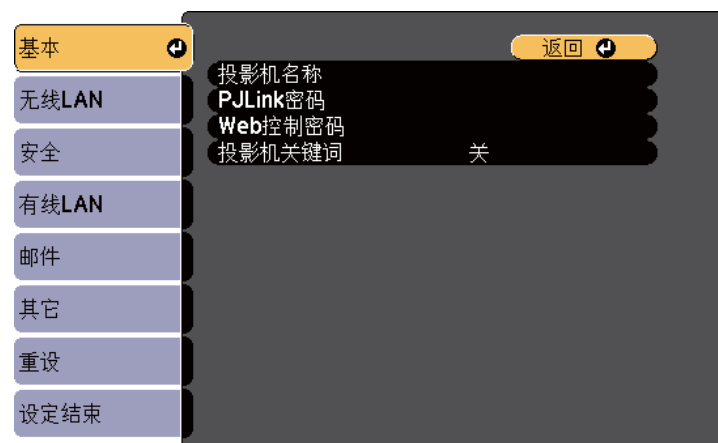 基本
无线LAN
安全
有线LAN
邮件
其它
重设
设定结束
返回
投影机名称
PJLink密码
Web控制密码
投影机关键词 关